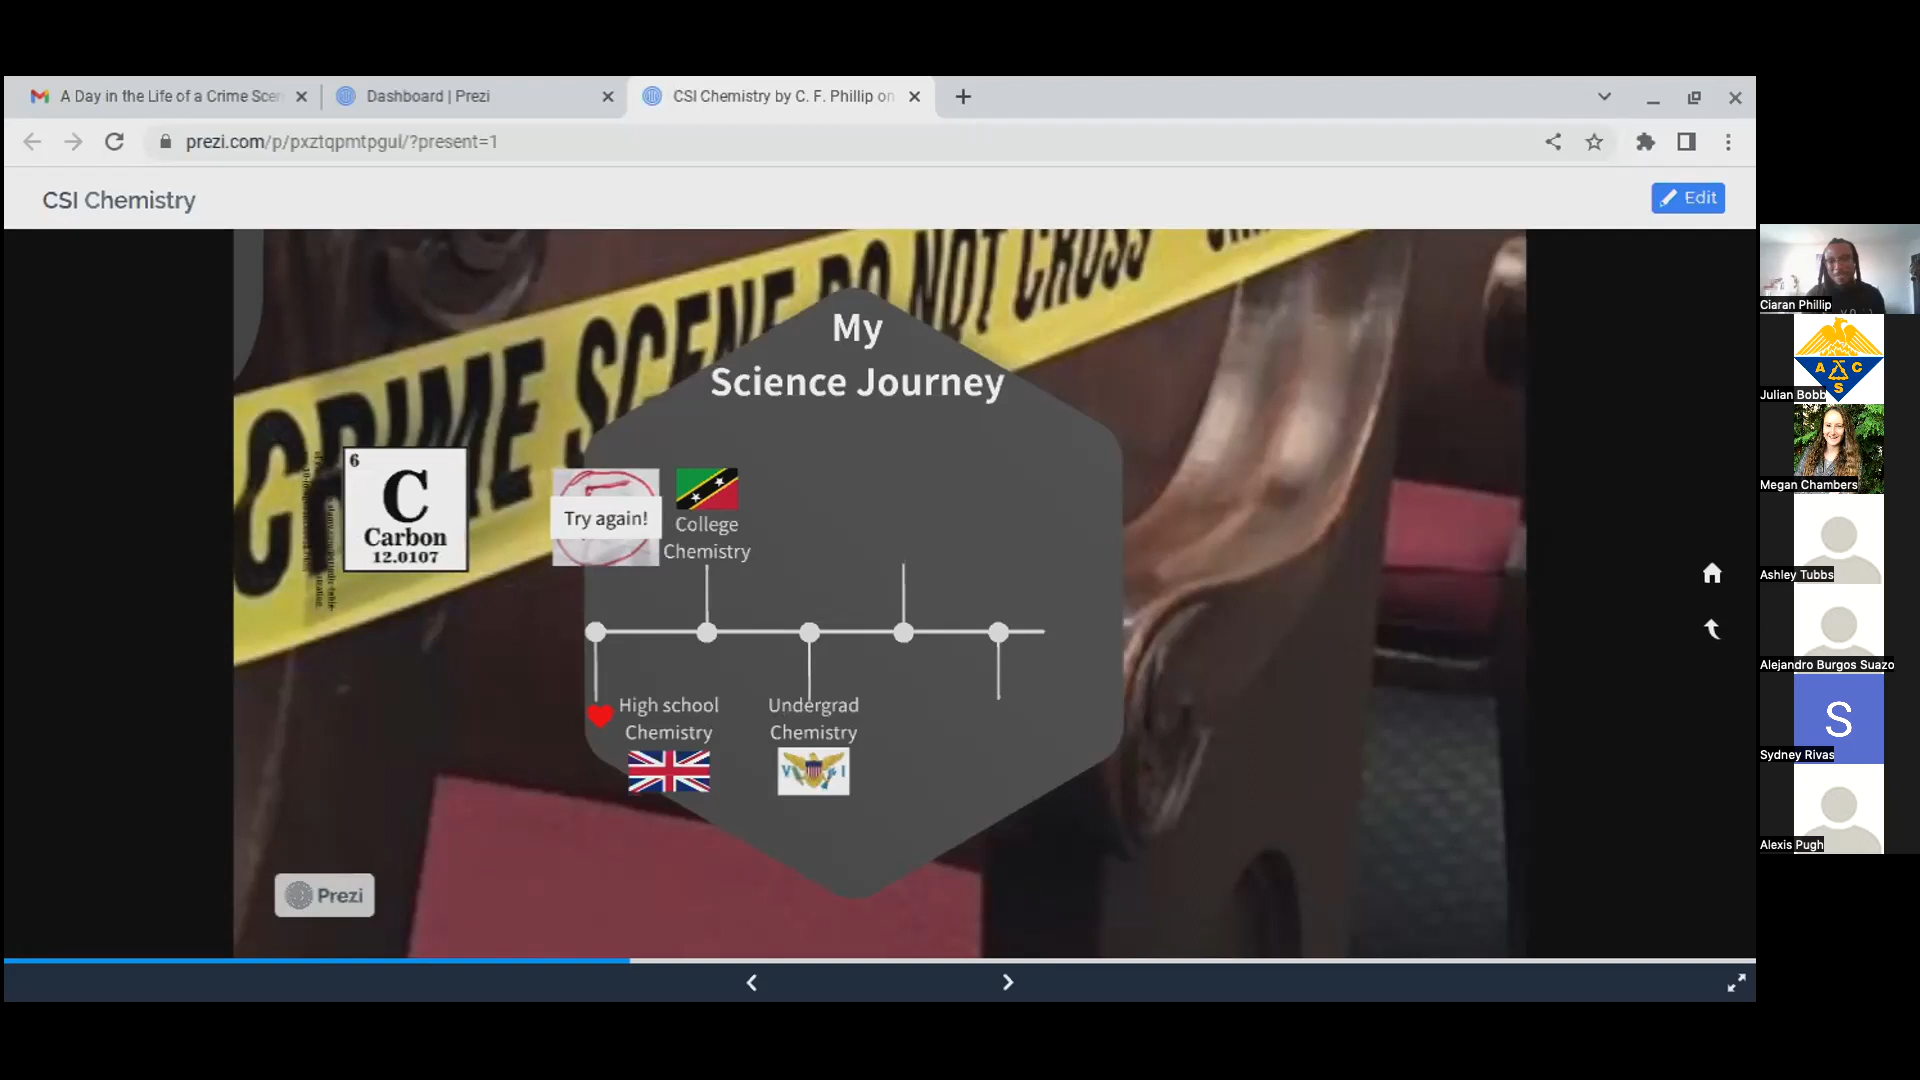 A Day in the Life of a Crime Scen
Dashboard | Prezi
CSI Chemistry by C. F. Phillip on
prezi.com/p/pxztqpmtpgul/?present=1
CSI Chemistry
Edit
CRIME SCENE DO NOT CROSS
My
Science Journey
6
C
Carbon
12.0107
Try again!
College
Chemistry
High school
Chemistry
Undergrad
Chemistry
V I
Prezi
Ciaran Phillip
A C
S
Julian Bobb
Megan Chambers
Ashley Tubbs
Alejandro Burgos Suazo
S
Sydney Rivas
Alexis Pugh